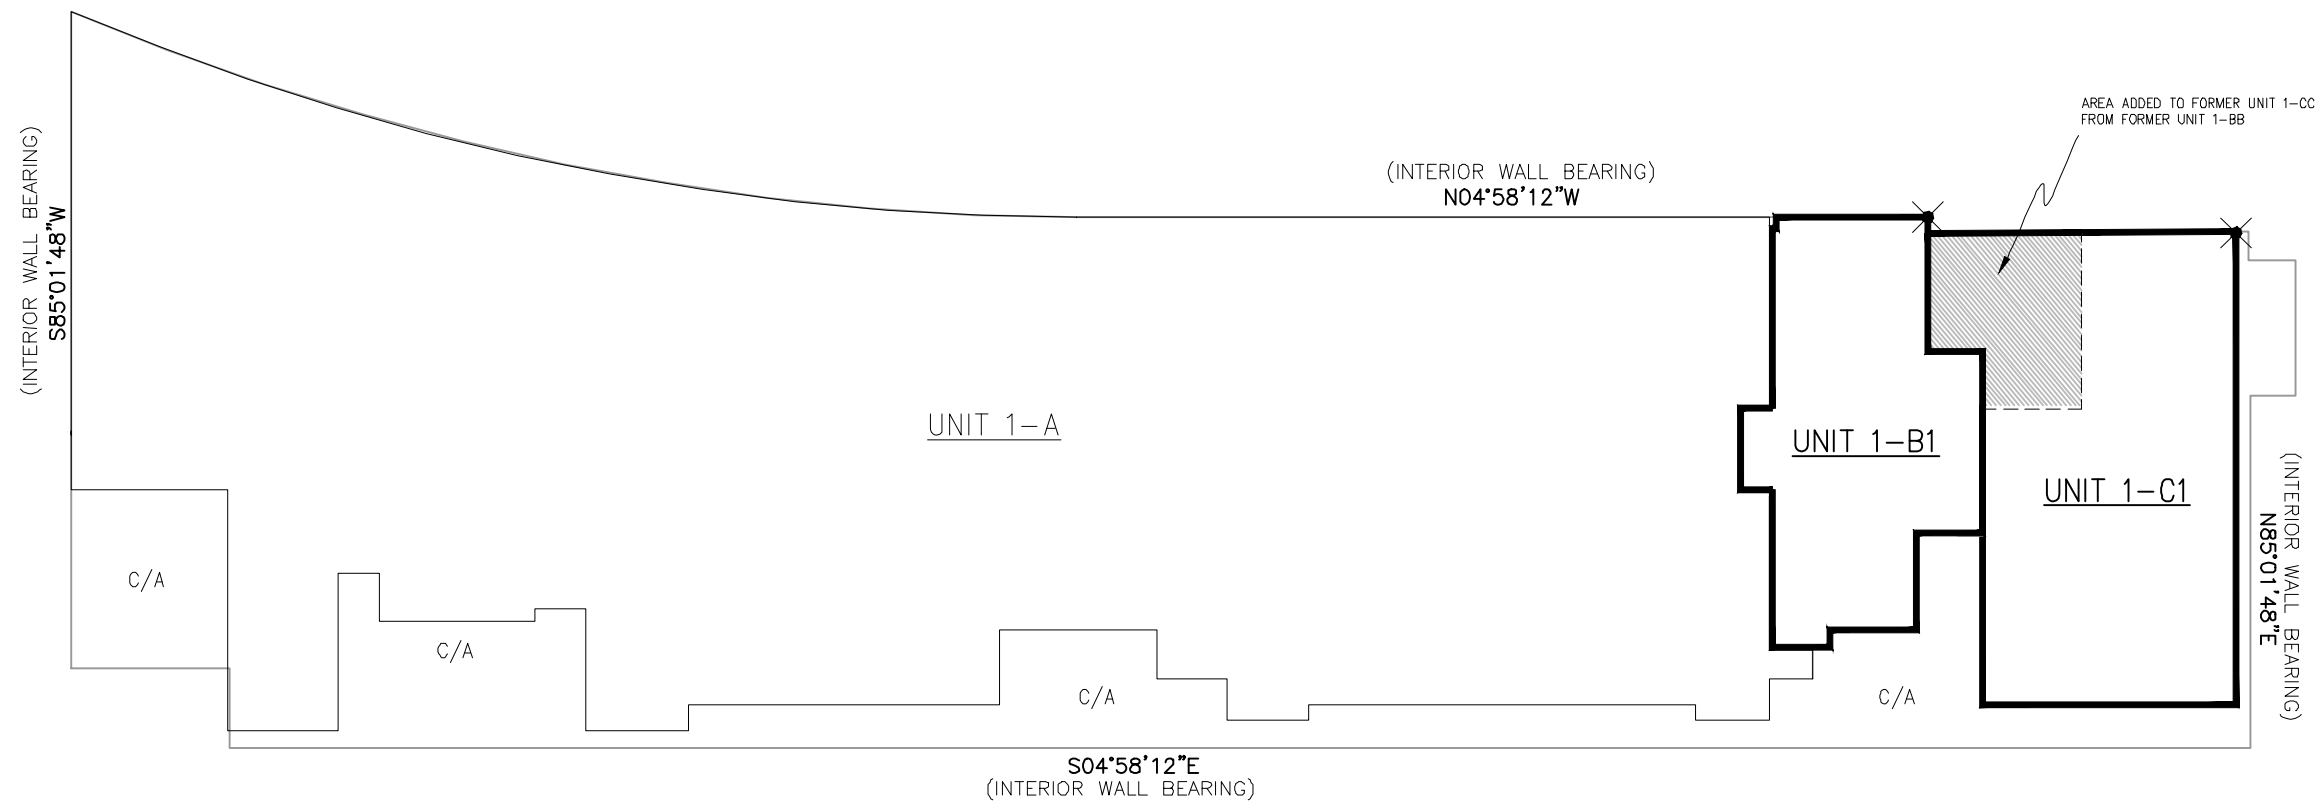 AREA ADDED TO FORMER UNIT 1-CC
FROM FORMER UNIT 1-BB
(INTERIOR WALL BEARING)
N04°58'12"W
(INTERIOR WALL BEARING)
S85°01'48"W
UNIT 1-A
UNIT 1-B1
UNIT 1-C1
(INTERIOR WALL BEARING)
N85°01'48"E
C/A
C/A
C/A
C/A
S04°58'12"E
(INTERIOR WALL BEARING)